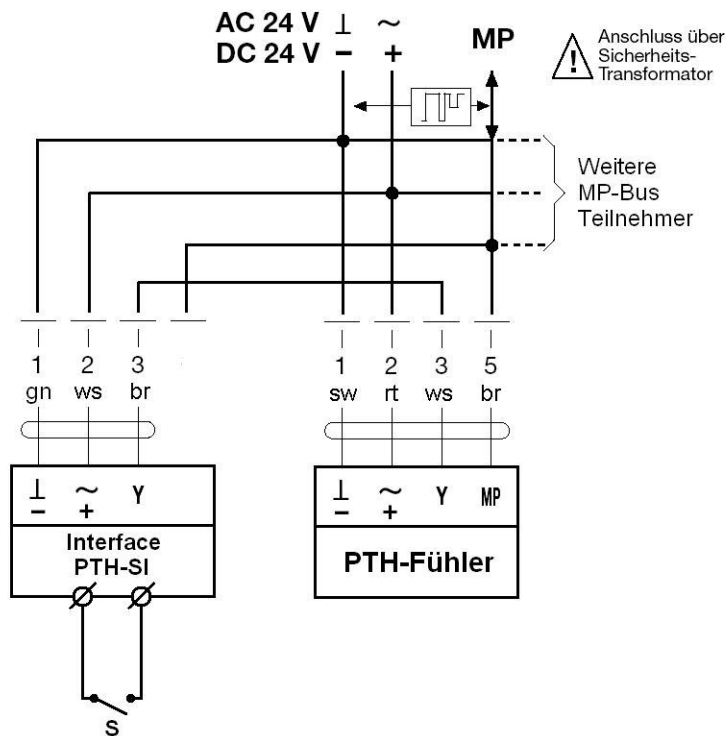 AC 24 V ⊥ ~
DC 24 V − +
MP
Anschluss über
Sicherheits-
Transformator
!
Weitere
MP-Bus
Teilnehmer
1 2 3
gn ws br
1 2 3 5
sw rt ws br
⊥ ~ Y
− +
Interface
PTH-SI
⊥ ~ Y MP
− +
PTH-Fühler
S